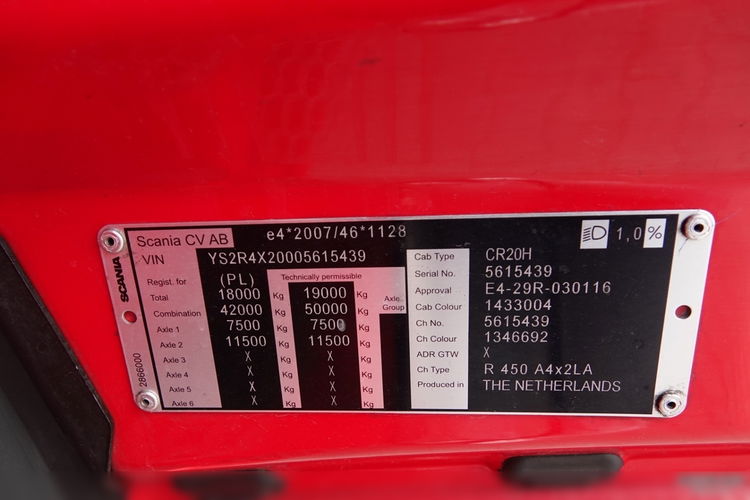 Scania CV AB e4*2007/46*1128 1,0%
VIN YS2R4X20005615439
Regist. for (PL) Technically permissible
Total 18000 Kg 19000 Kg
Combination 42000 Kg 50000 Kg Axle.. Group
Axle 1 7500 Kg 7500 Kg
Axle 2 11500 Kg 11500 Kg
Axle 3 X Kg X Kg
Axle 4 X Kg X Kg
Axle 5 X Kg X Kg
Axle 6 X Kg X Kg
Cab Type CR20H
Serial No. 5615439
Approval E4-29R-030116
Cab Colour 1433004
Ch No. 5615439
Ch Colour 1346692
ADR GTW X
Ch Type R 450 A4x2LA
Produced in THE NETHERLANDS
SCANIA
2866000